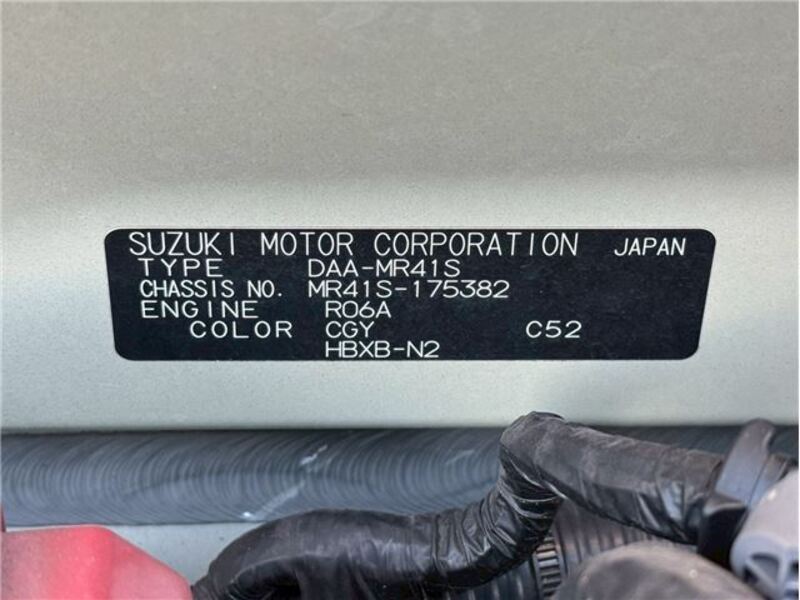 SUZUKI MOTOR CORPORATION JAPAN
TYPE DAA-MR41S
CHASSIS NO. MR41S-175382
ENGINE R06A
COLOR CGY C52
HBXB-N2